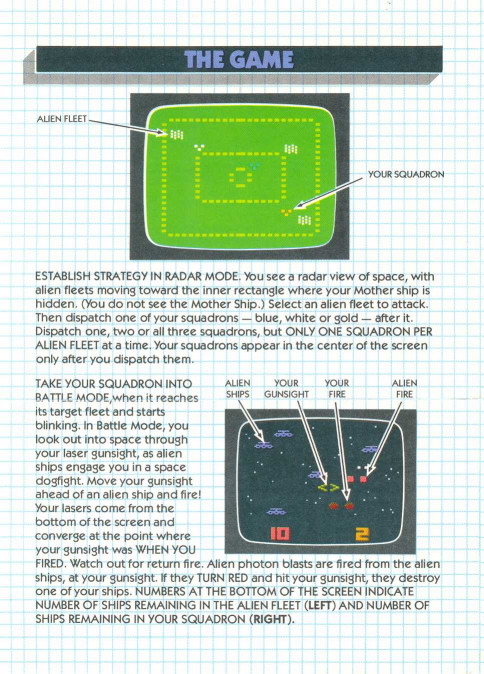 THE GAME
ALIEN FLEET
YOUR SQUADRON
ESTABLISH STRATEGY IN RADAR MODE. You see a radar view of space, with
alien fleets moving toward the inner rectangle where your Mother ship is
hidden. (You do not see the Mother Ship.) Select an alien fleet to attack.
Then dispatch one of your squadrons — blue, white or gold — after it.
Dispatch one, two or all three squadrons, but ONLY ONE SQUADRON PER
ALIEN FLEET at a time. Your squadrons appear in the center of the screen
only after you dispatch them.
TAKE YOUR SQUADRON INTO
BATTLE MODE,when it reaches
its target fleet and starts
blinking. In Battle Mode, you
look out into space through
your laser gunsight, as alien
ships engage you in a space
dogfight. Move your gunsight
ahead of an alien ship and fire!
Your lasers come from the
bottom of the screen and
converge at the point where
your gunsight was WHEN YOU
ALIEN SHIPS
YOUR GUNSIGHT
YOUR FIRE
ALIEN FIRE
10 2
FIRED. Watch out for return fire. Alien photon blasts are fired from the alien
ships, at your gunsight. If they TURN RED and hit your gunsight, they destroy
one of your ships. NUMBERS AT THE BOTTOM OF THE SCREEN INDICATE
NUMBER OF SHIPS REMAINING IN THE ALIEN FLEET (LEFT) AND NUMBER OF
SHIPS REMAINING IN YOUR SQUADRON (RIGHT).